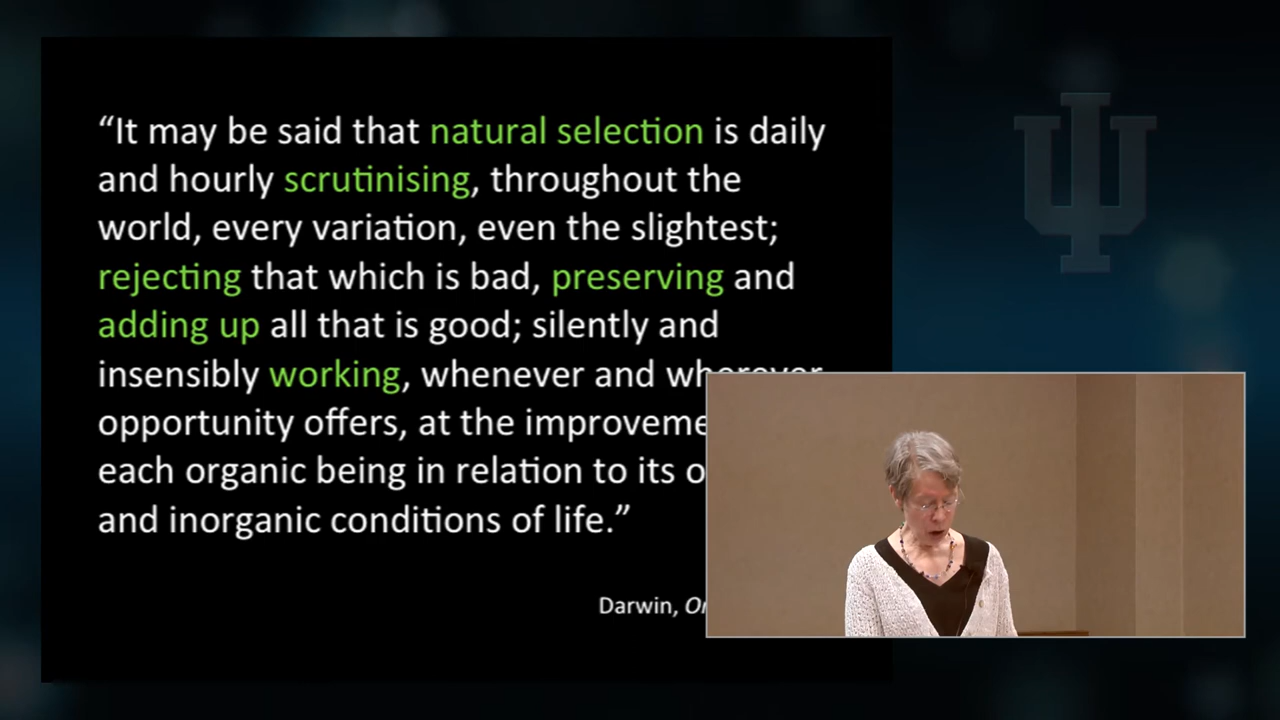 “It may be said that natural selection is daily
and hourly scrutinising, throughout the
world, every variation, even the slightest;
rejecting that which is bad, preserving and
adding up all that is good; silently and
insensibly working, whenever and wherever
opportunity offers, at the
each organic being in relation to its
and inorganic conditions of life.”
Darwin,